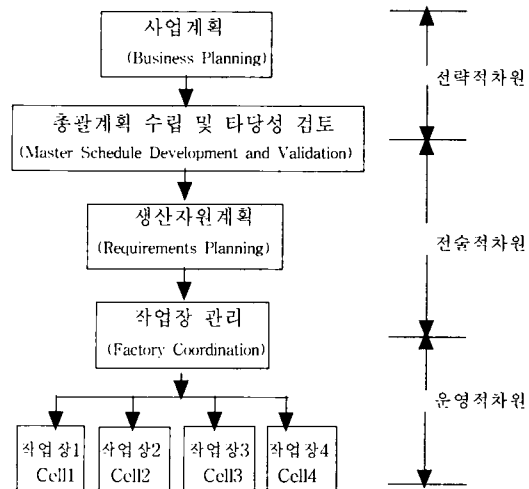 사업계획
(Business Planning)
전략적차원
총괄계획 수립 및 타당성 검토
(Master Schedule Development and Validation)
생산자원계획
(Requirements Planning)
전술적차원
작업장 관리
(Factory Coordination)
운영적차원
작업장1
Cell1
작업장2
Cell2
작업장3
Cell3
작업장4
Cell4